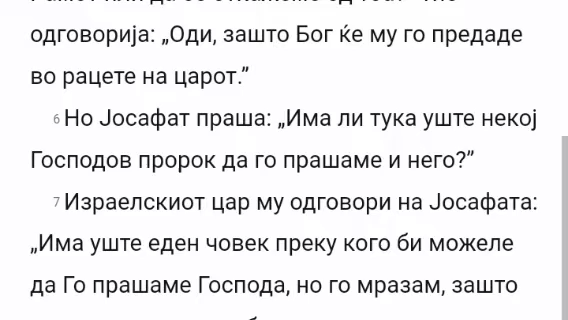 одговорија: „Оди, зашто Бог ќе му го предаде
во рацете на царот.”
6 Но Јосафат праша: „Има ли тука уште некој
Господов пророк да го прашаме и него?”
7 Израелскиот цар му одговори на Јосафата:
„Има уште еден човек преку кого би можеле
да Го прашаме Господа, но го мразам, зашто